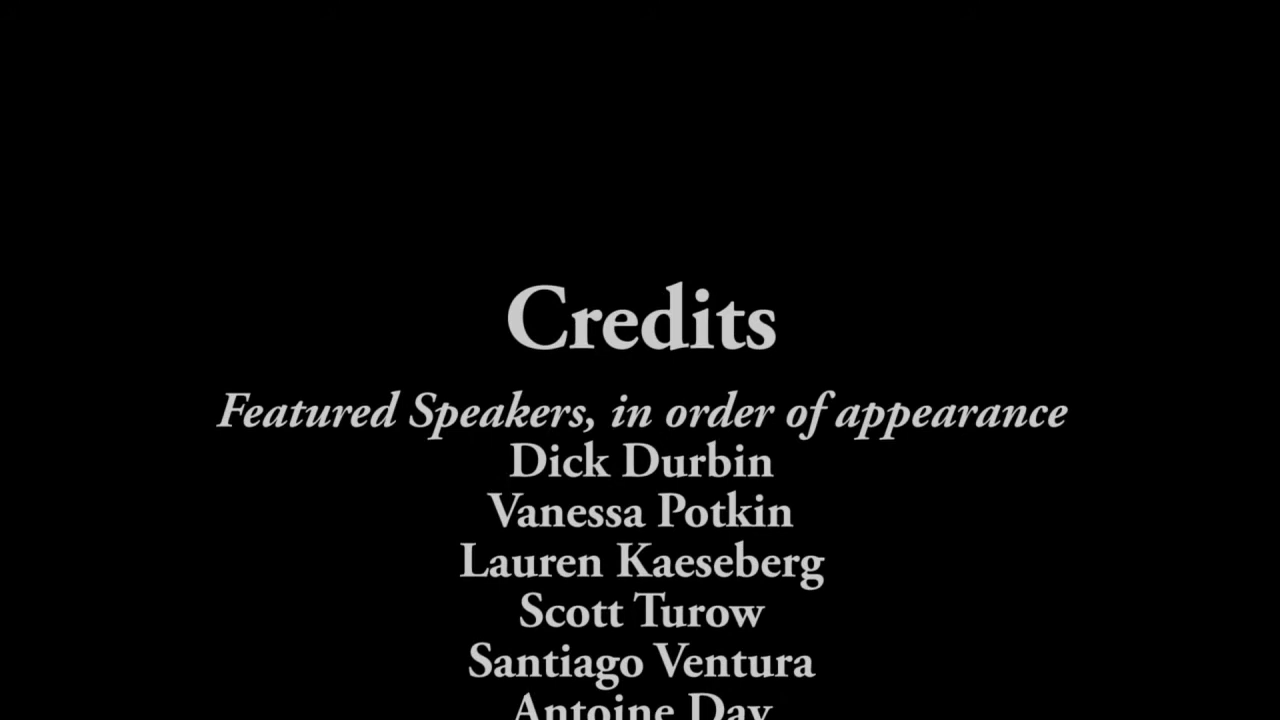 Credits
Featured Speakers, in order of appearance
Dick Durbin
Vanessa Potkin
Lauren Kaeseberg
Scott Turow
Santiago Ventura
Antoine Day